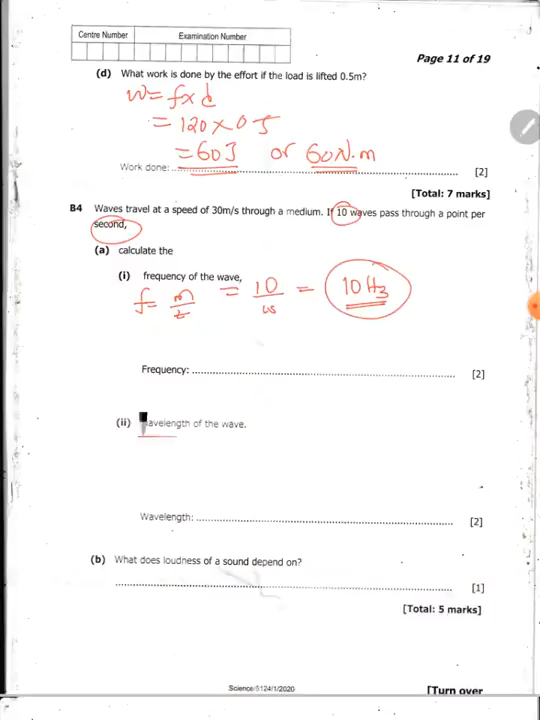 Centre Number Examination Number
Page 11 of 19
(d) What work is done by the effort if the load is lifted 0.5m?
W = f x d
= 120 x 0.5
= 60J or 60N.m
Work done: [2]
[Total: 7 marks]
B4 Waves travel at a speed of 30m/s through a medium. If 10 waves pass through a point per
second,
(a) calculate the
(i) frequency of the wave,
f = n/t = 10/1s = 10Hz
Frequency: [2]
(ii) wavelength of the wave.
Wavelength: [2]
(b) What does loudness of a sound depend on?
[1]
[Total: 5 marks]
Science/5124/1/2020
[Turn over